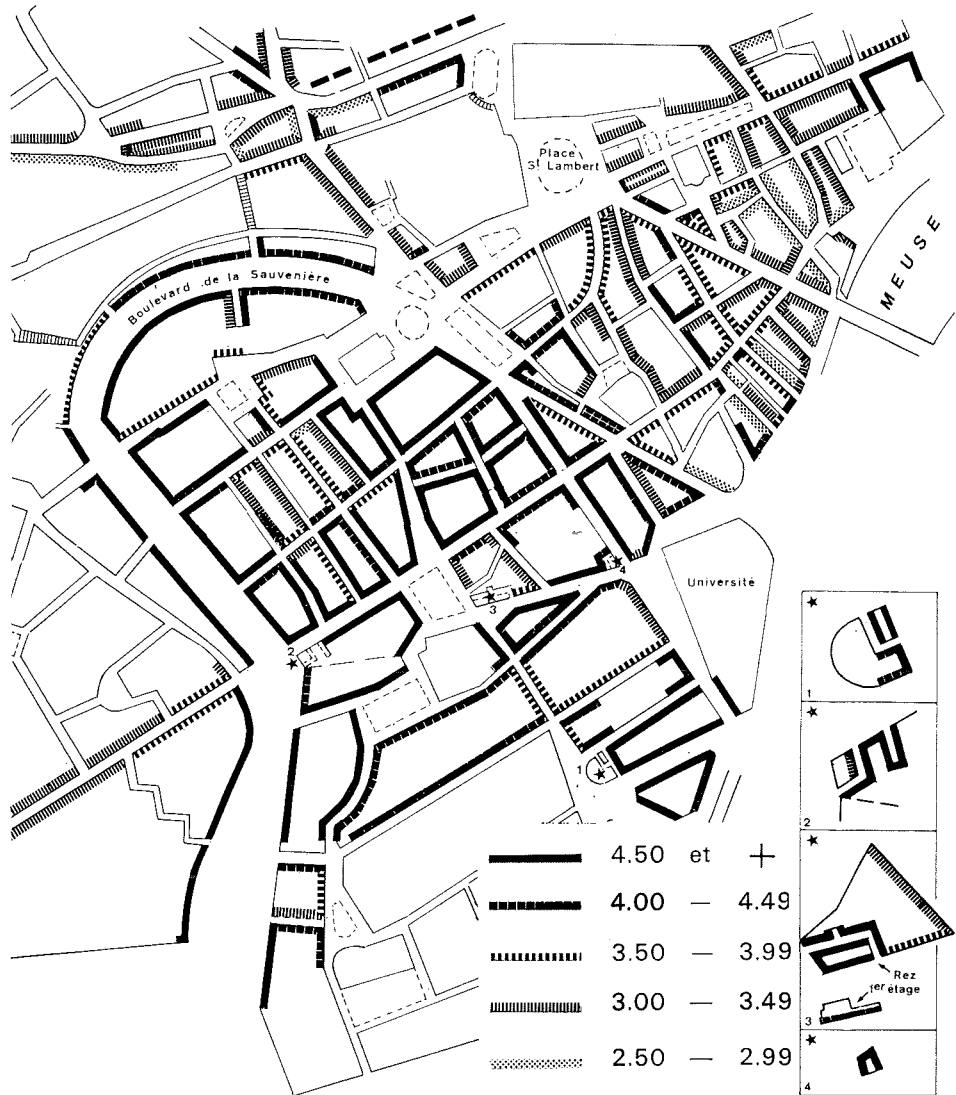 Place
St Lambert
MEUSE
Boulevard de la Sauvenière
Université
2
3
4
1
1
2
Rez
1er étage
3
4
4.50 et +
4.00 — 4.49
3.50 — 3.99
3.00 — 3.49
2.50 — 2.99